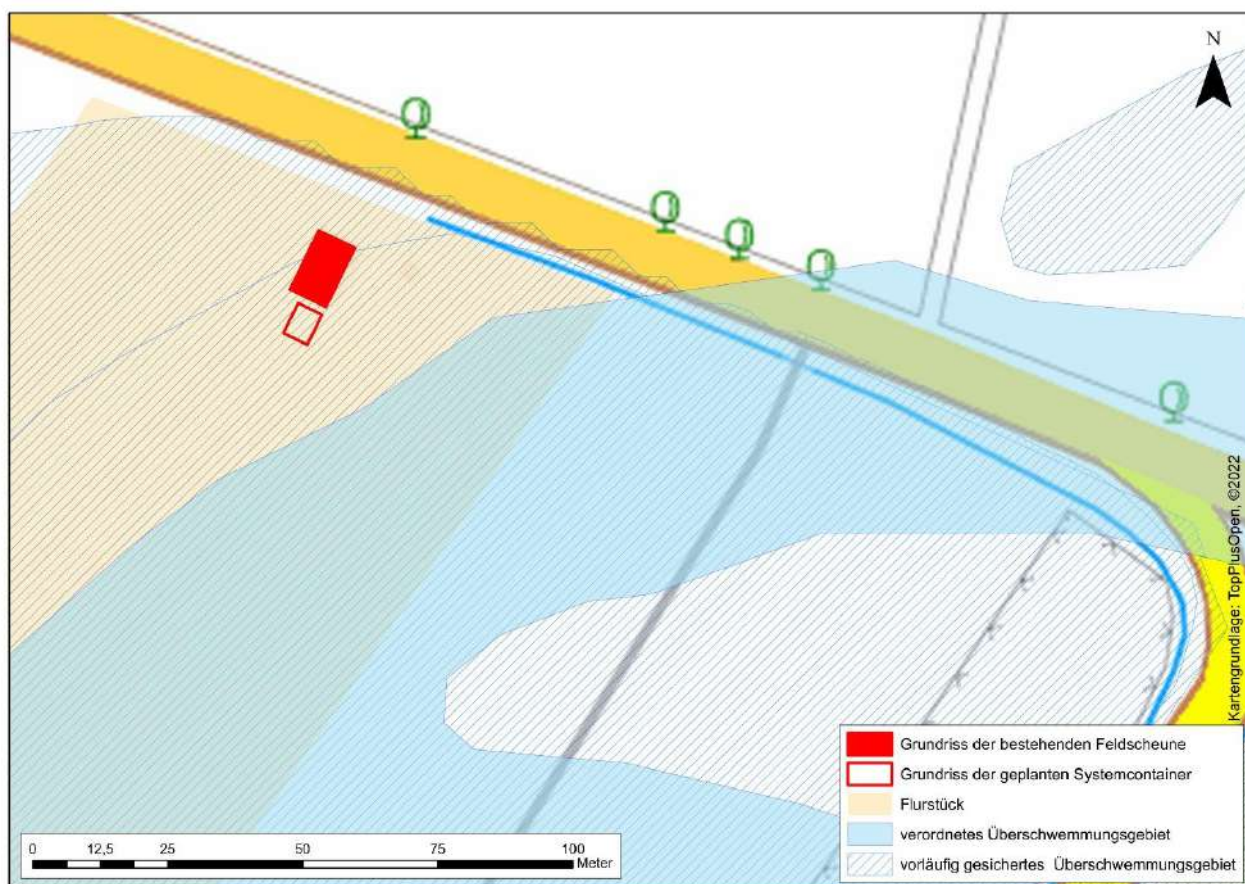 N
Kartengrundlage: TopPlusOpen, ©2022
Grundriss der bestehenden Feldscheune
Grundriss der geplanten Systemcontainer
Flurstück
verordnetes Überschwemmungsgebiet
vorläufig gesichertes Überschwemmungsgebiet
0 12,5 25 50 75 100
Meter